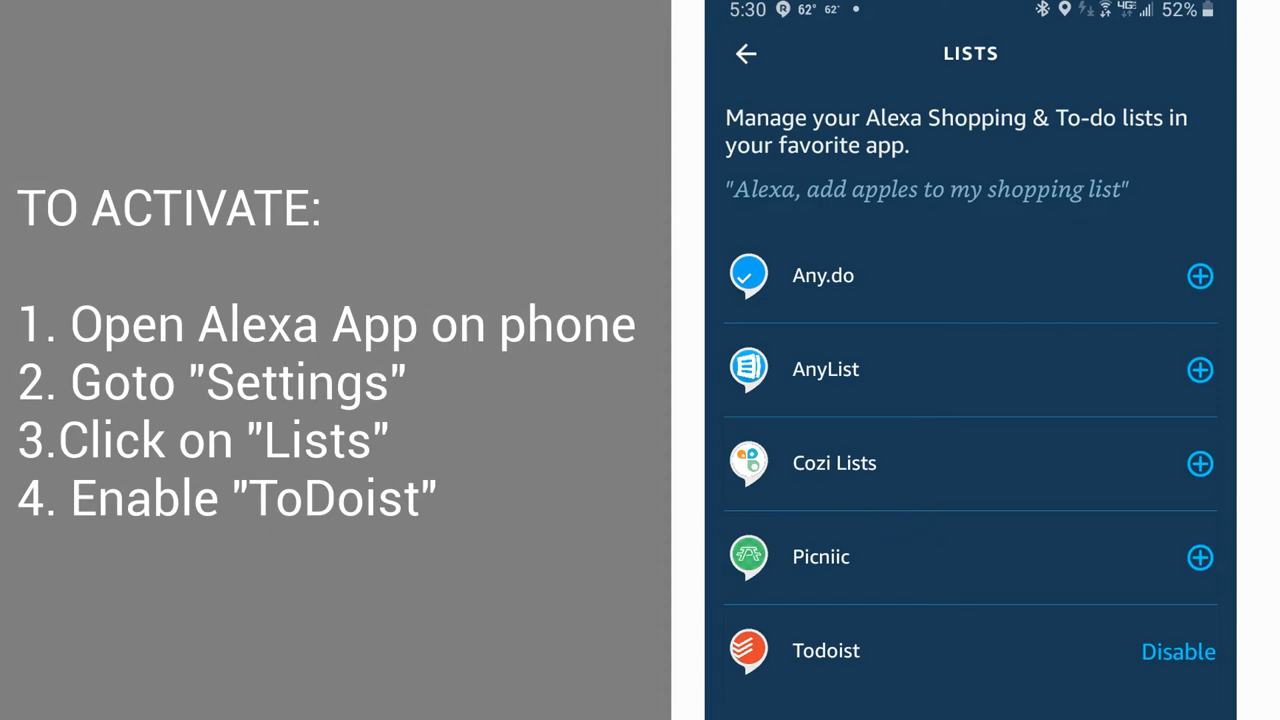 TO ACTIVATE:
1. Open Alexa App on phone
2. Goto "Settings"
3.Click on "Lists"
4. Enable "ToDoist"
5:30 R 62° 62° 4GE 52%
LISTS
Manage your Alexa Shopping & To-do lists in
your favorite app.
"Alexa, add apples to my shopping list"
Any.do
AnyList
Cozi Lists
Picniic
Todoist Disable